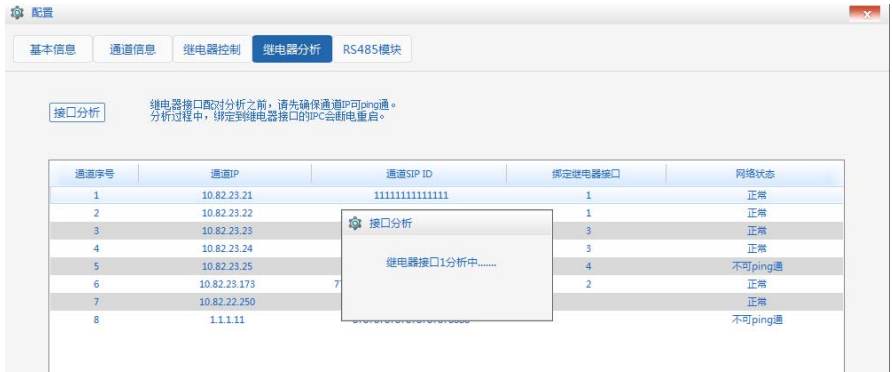 配置
基本信息 通道信息 继电器控制 继电器分析 RS485模块
继电器接口配对分析之前，请先确保通道IP可ping通。
接口分析
分析过程中，绑定到继电器接口的IPC会断电重启。
通道序号 通道IP 通道SIP ID 绑定继电器接口 网络状态
1 10.82.23.21 11111111111111 1 正常
2 10.82.23.22 1 正常
3 10.82.23.23 3 正常
4 10.82.23.24 3 正常
5 10.82.23.25 4 不可ping通
6 10.82.23.173 2 正常
7 10.82.22.250 正常
8 1.1.1.11 不可ping通
接口分析
继电器接口1分析中.......